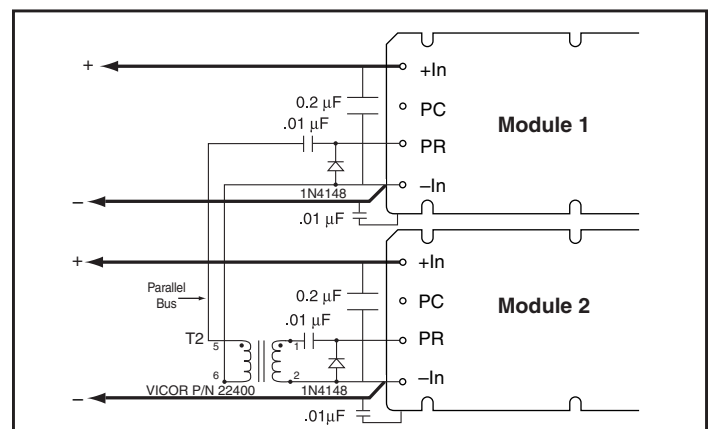 +
+In
0.2 µF
PC
Module 1
.01 µF
PR
–In
1N4148
–
.01 µF
+
+In
Parallel
Bus
0.2 µF
PC
Module 2
.01 µF
T2
5
1
PR
6
2
–In
VICOR P/N 22400
1N4148
–
.01µF